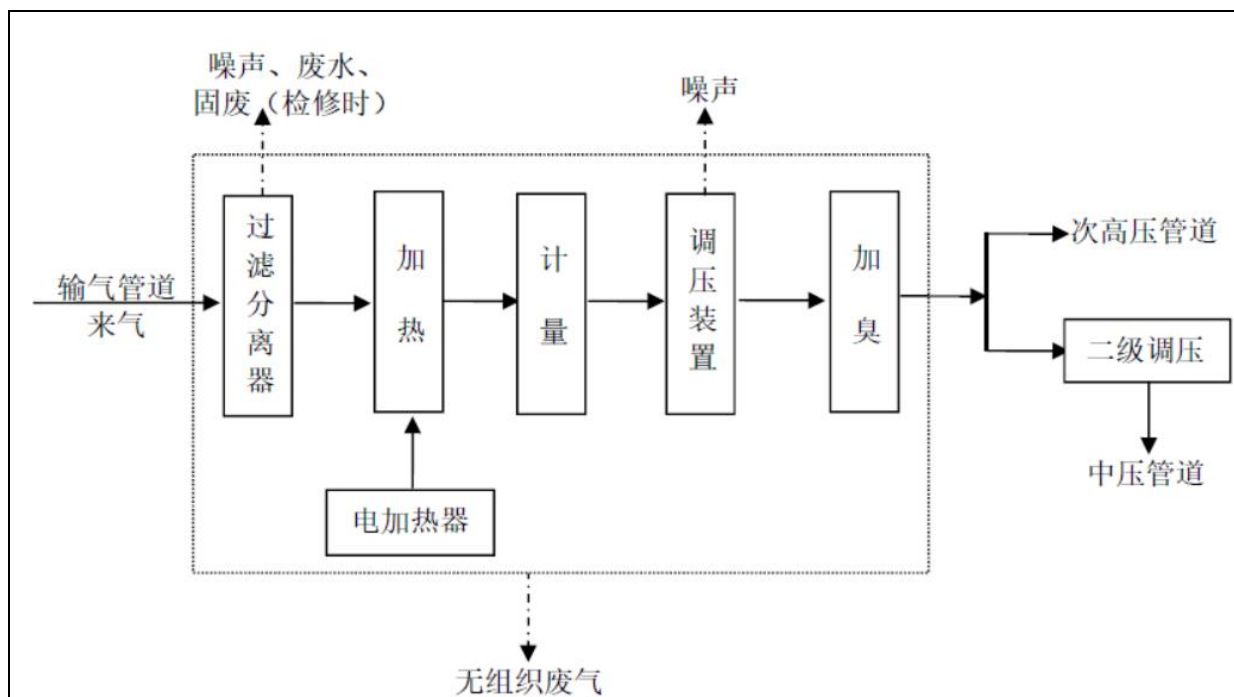 噪声、废水、
固废（检修时）
噪声
输气管道
来气
过滤分离器
加热
计量
调压装置
加臭
次高压管道
二级调压
中压管道
电加热器
无组织废气